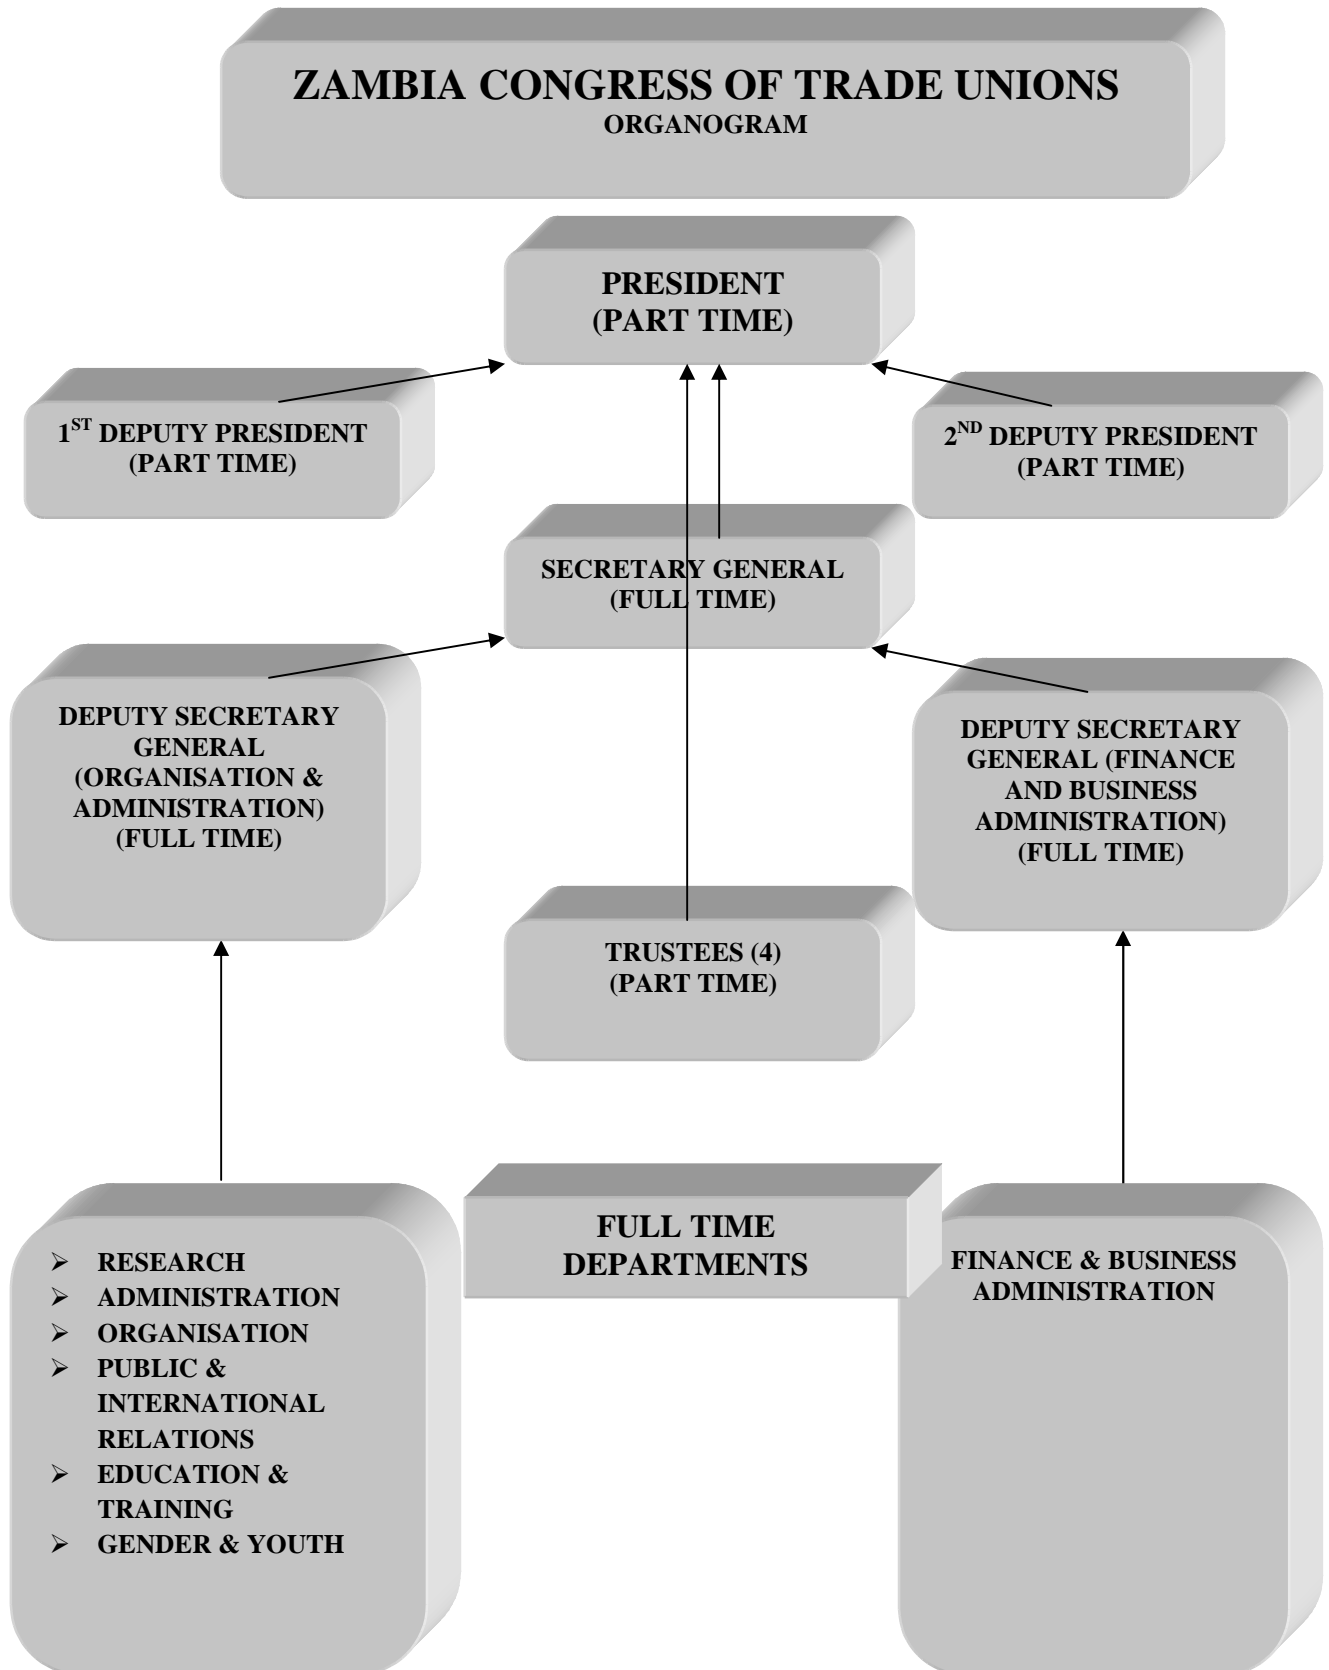 ZAMBIA CONGRESS OF TRADE UNIONS
ORGANOGRAM
PRESIDENT
(PART TIME)
1ST DEPUTY PRESIDENT
(PART TIME)
2ND DEPUTY PRESIDENT
(PART TIME)
SECRETARY GENERAL
(FULL TIME)
DEPUTY SECRETARY
GENERAL
(ORGANISATION &
ADMINISTRATION)
(FULL TIME)
DEPUTY SECRETARY
GENERAL (FINANCE
AND BUSINESS
ADMINISTRATION)
(FULL TIME)
TRUSTEES (4)
(PART TIME)
FULL TIME
DEPARTMENTS
➢ RESEARCH
➢ ADMINISTRATION
➢ ORGANISATION
➢ PUBLIC &
INTERNATIONAL
RELATIONS
➢ EDUCATION &
TRAINING
➢ GENDER & YOUTH
FINANCE & BUSINESS
ADMINISTRATION